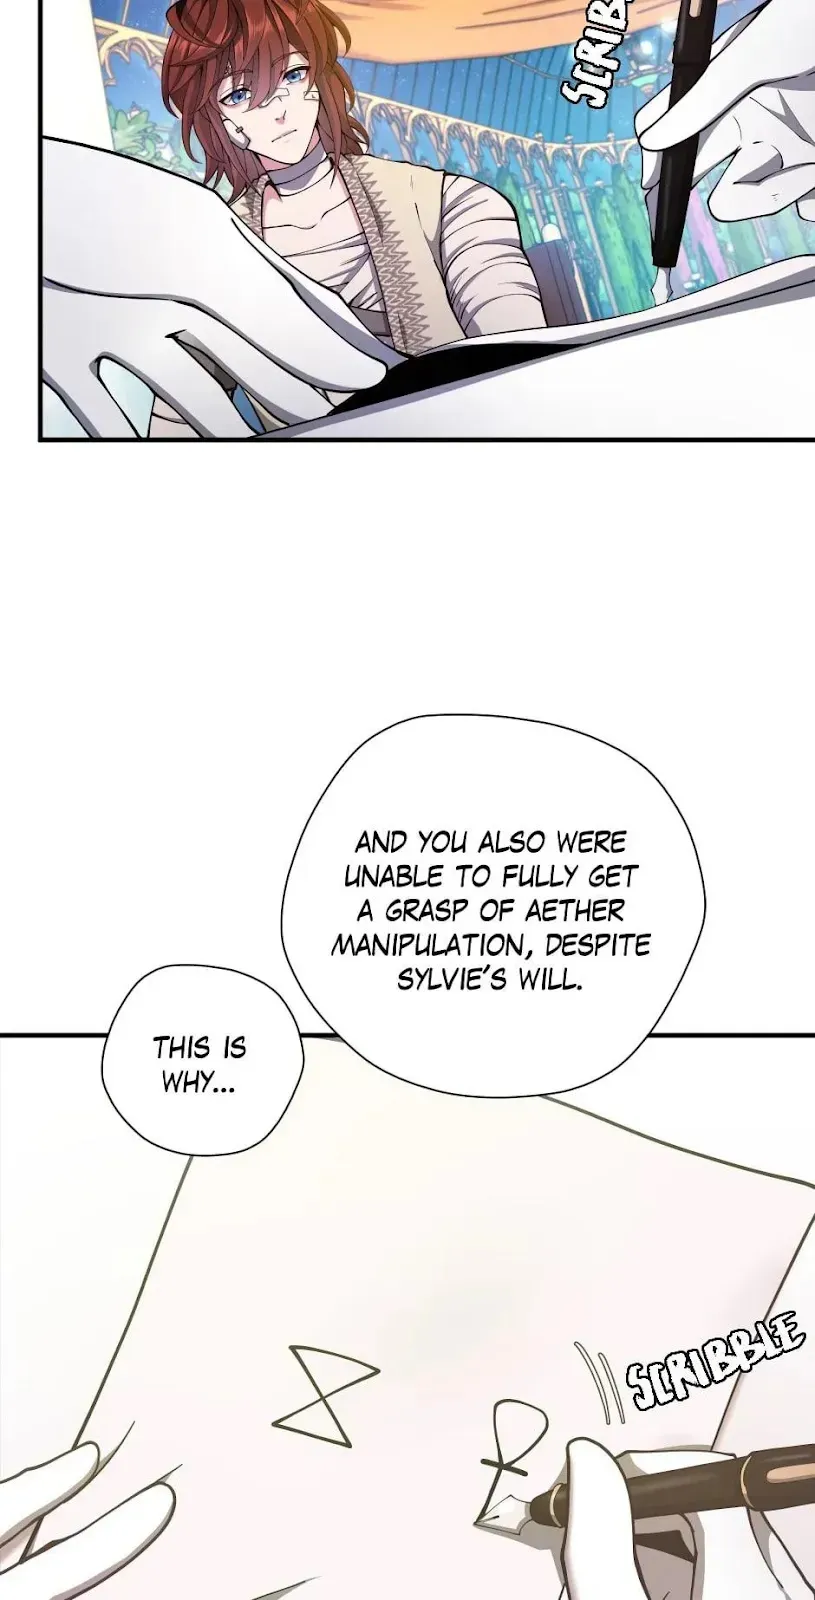 SCRIBBLE
AND YOU ALSO WERE
UNABLE TO FULLY GET
A GRASP OF AETHER
MANIPULATION, DESPITE
SYLVIE'S WILL.
THIS IS
WHY...
SCRIBBLE